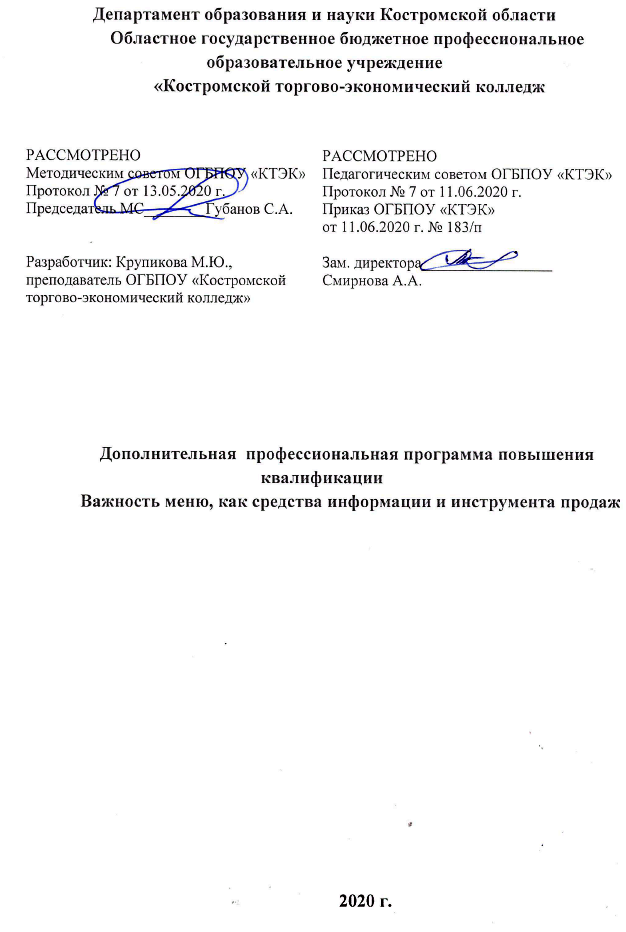 Департамент образования и науки Костромской области
Областное государственное бюджетное профессиональное
образовательное учреждение
«Костромской торгово-экономический колледж
РАССМОТРЕНО
Методическим советом ОГБПОУ «КТЭК»
Протокол № 7 от 13.05.2020 г.
Председатель МС________Губанов С.А.
Разработчик: Крупикова М.Ю.,
преподаватель ОГБПОУ «Костромской
торгово-экономический колледж»
РАССМОТРЕНО
Педагогическим советом ОГБПОУ «КТЭК»
Протокол № 7 от 11.06.2020 г.
Приказ ОГБПОУ «КТЭК»
от 11.06.2020 г. № 183/п
Зам. директора________________
Смирнова А.А.
Дополнительная профессиональная программа повышения
квалификации
Важность меню, как средства информации и инструмента продаж
2020 г.